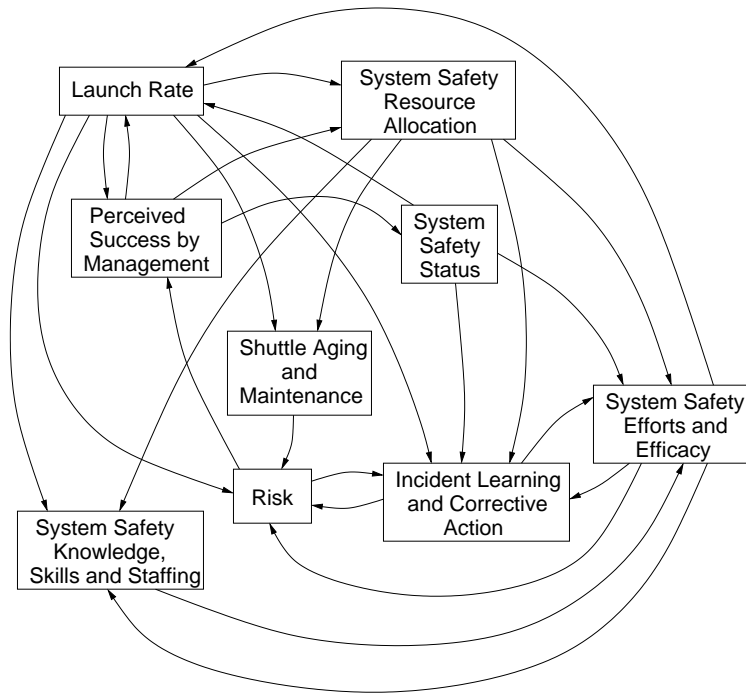 Launch Rate
System Safety
Resource
Allocation
Perceived
Success by
Management
System
Safety
Status
Shuttle Aging
and
Maintenance
System Safety
Efforts and
Efficacy
Risk
Incident Learning
and Corrective
Action
System Safety
Knowledge,
Skills and Staffing